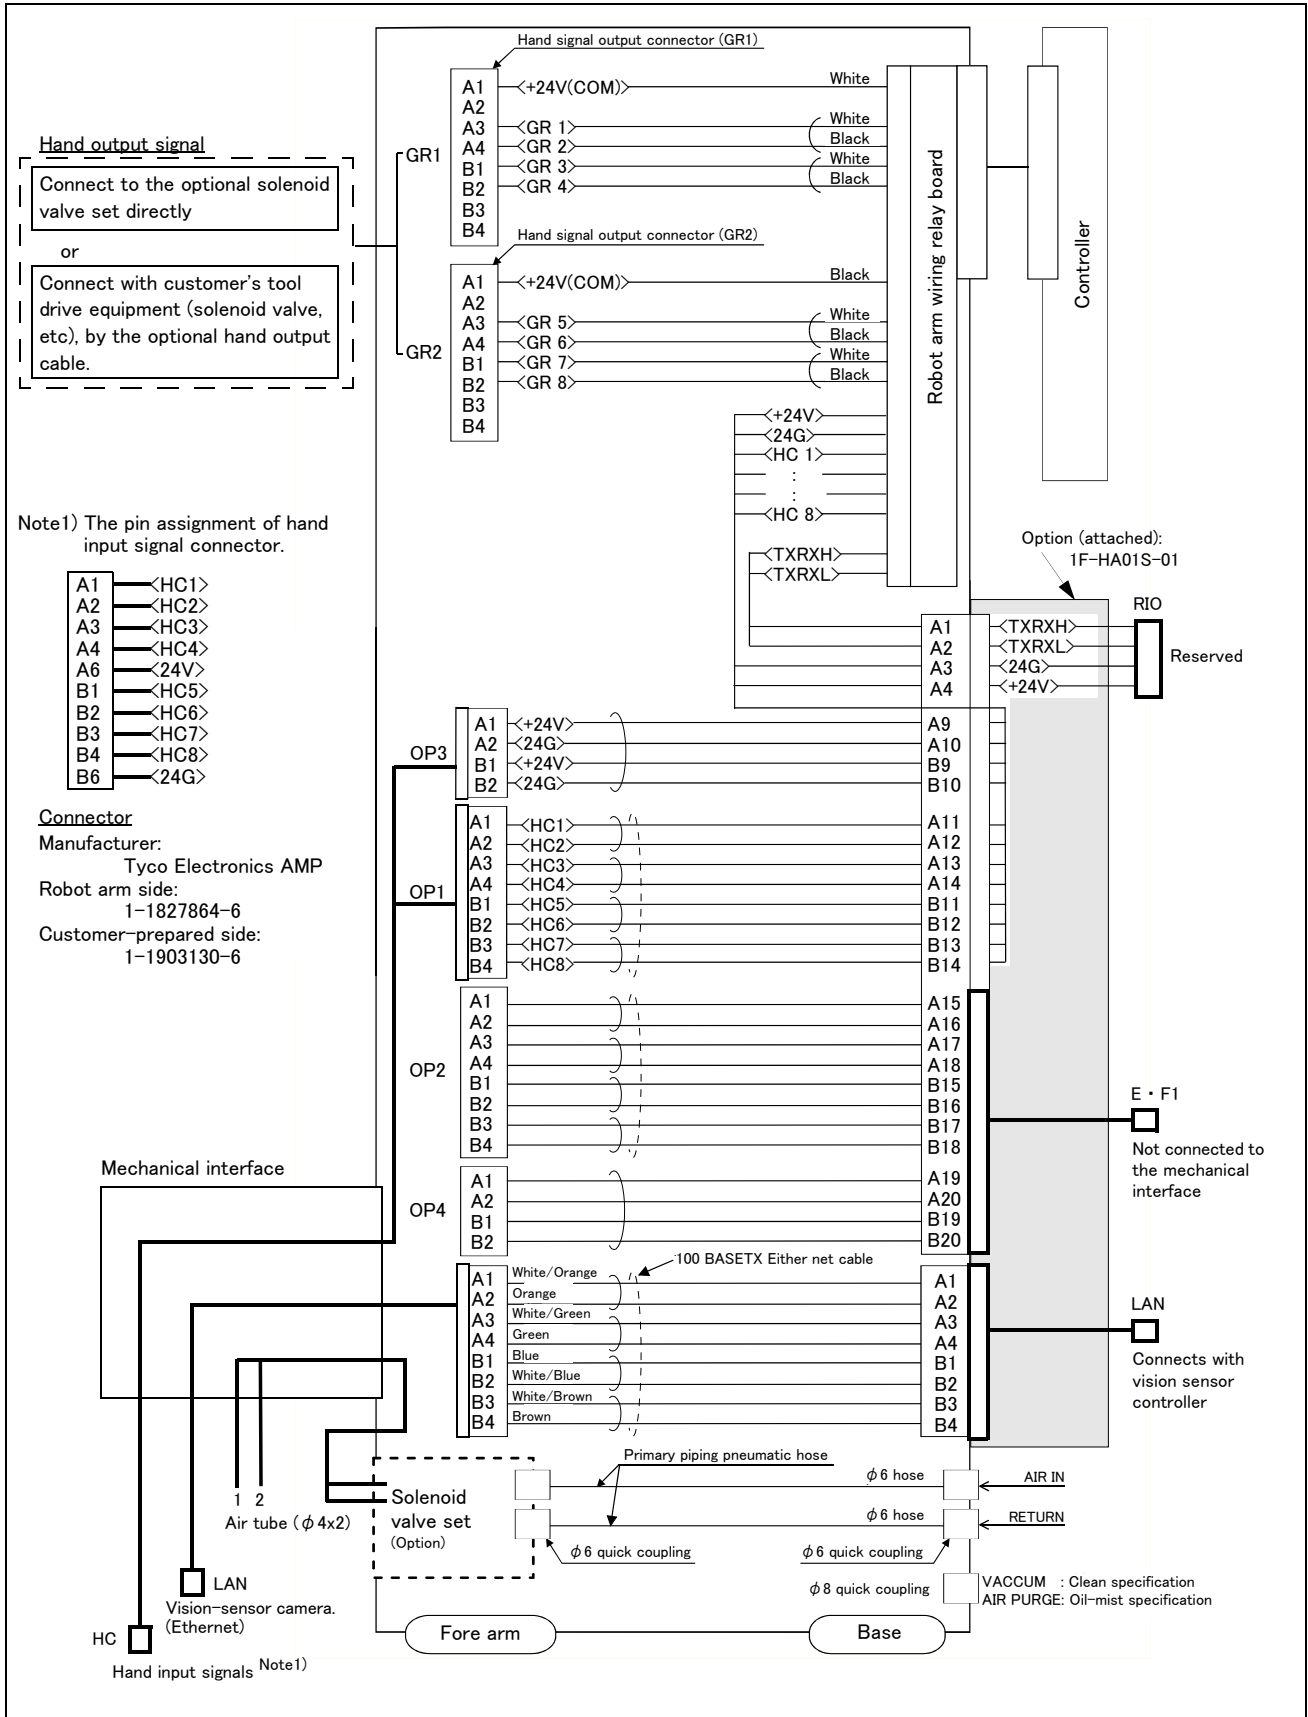 Hand signal output connector (GR1)
A1 <+24V(COM)> White
A2
A3 <GR 1> White
A4 <GR 2> Black
B1 <GR 3> White
B2 <GR 4> Black
B3
B4
Hand output signal
Connect to the optional solenoid
valve set directly
or
Connect with customer's tool
drive equipment (solenoid valve,
etc), by the optional hand output
cable.
GR1
GR2
Hand signal output connector (GR2)
A1 <+24V(COM)> Black
A2
A3 <GR 5> White
A4 <GR 6> Black
B1 <GR 7> White
B2 <GR 8> Black
B3
B4
Robot arm wiring relay board
Controller
<+24V>
<24G>
<HC 1>
:
:
<HC 8>
<TXRXH>
<TXRXL>
Note1) The pin assignment of hand
input signal connector.
A1 <HC1>
A2 <HC2>
A3 <HC3>
A4 <HC4>
A6 <24V>
B1 <HC5>
B2 <HC6>
B3 <HC7>
B4 <HC8>
B6 <24G>
Connector
Manufacturer:
Tyco Electronics AMP
Robot arm side:
1-1827864-6
Customer-prepared side:
1-1903130-6
Option (attached):
1F-HA01S-01
RIO
A1 <TXRXH>
A2 <TXRXL>
A3 <24G>
A4 <+24V>
Reserved
OP3
A1 <+24V> A9
A2 <24G> A10
B1 <+24V> B9
B2 <24G> B10
OP1
A1 <HC1> A11
A2 <HC2> A12
A3 <HC3> A13
A4 <HC4> A14
B1 <HC5> B11
B2 <HC6> B12
B3 <HC7> B13
B4 <HC8> B14
OP2
A1 A15
A2 A16
A3 A17
A4 A18
B1 B15
B2 B16
B3 B17
B4 B18
E・F1
Not connected to
the mechanical
interface
Mechanical interface
OP4
A1 A19
A2 A20
B1 B19
B2 B20
100 BASETX Either net cable
A1 White/Orange A1
A2 Orange A2
A3 White/Green A3
A4 Green A4
B1 Blue B1
B2 White/Blue B2
B3 White/Brown B3
B4 Brown B4
LAN
Connects with
vision sensor
controller
Primary piping pneumatic hose
φ6 hose
AIR IN
φ6 hose
RETURN
1 2
Air tube (φ4x2)
Solenoid
valve set
(Option)
φ6 quick coupling
φ6 quick coupling
φ8 quick coupling
VACCUM : Clean specification
AIR PURGE: Oil-mist specification
LAN
Vision-sensor camera.
(Ethernet)
HC
Hand input signals Note1)
Fore arm
Base